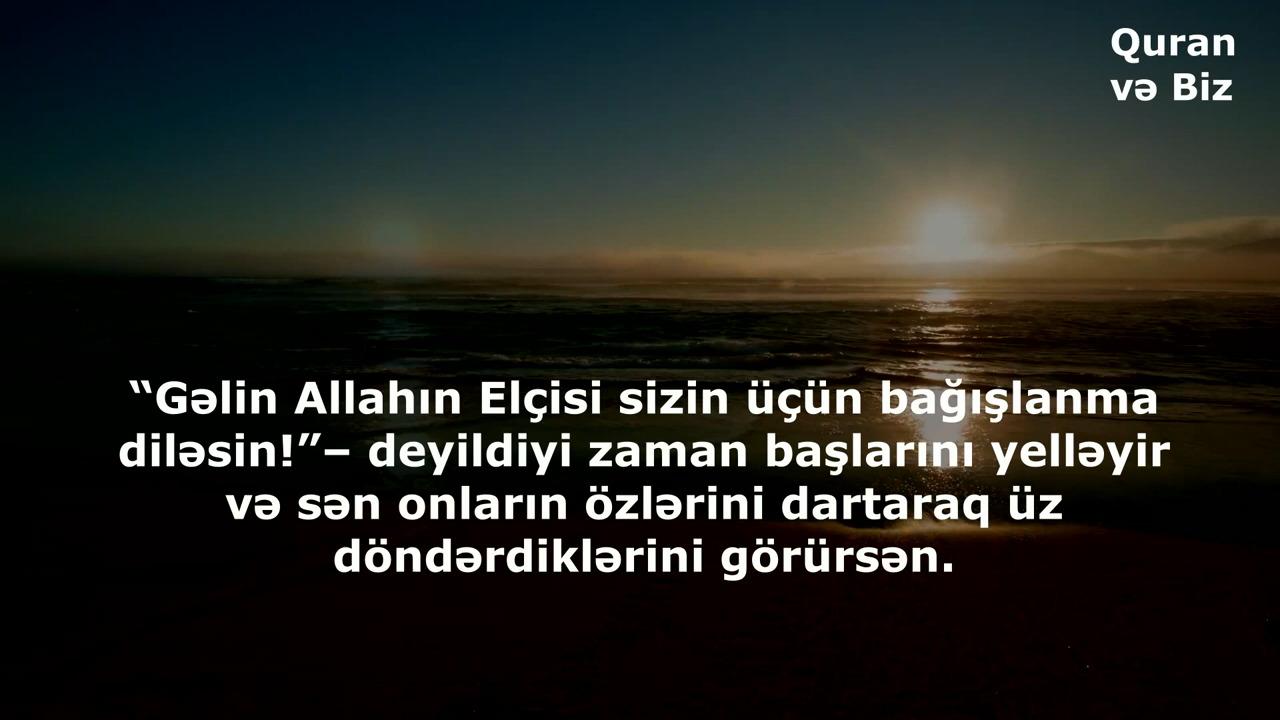 Quran
və Biz
“Gəlin Allahın Elçisi sizin üçün bağışlanma
diləsin!”– deyildiyi zaman başlarını yelləyir
və sən onların özlərini dartaraq üz
döndərdiklərini görürsən.